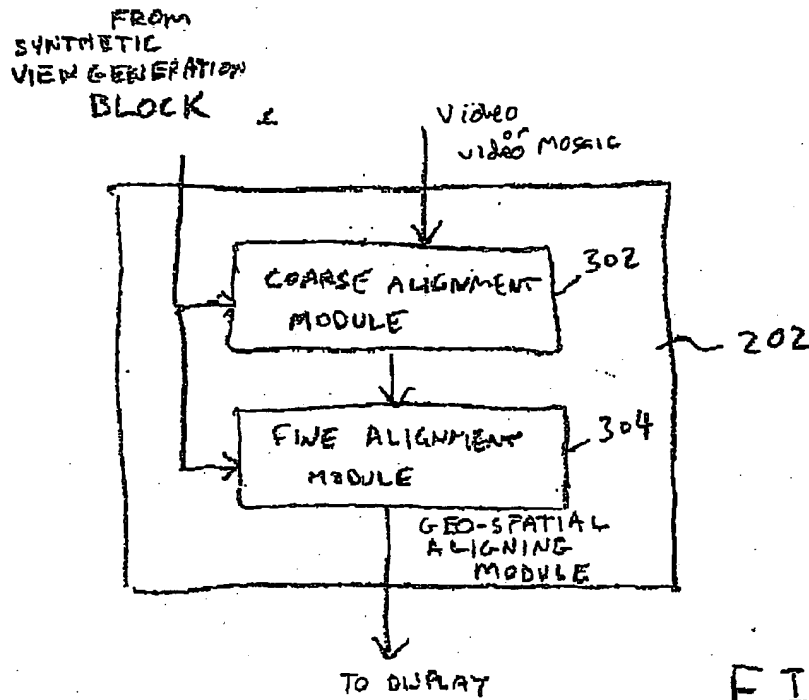 FROM
SYNTHETIC
VIEW GENERATION
BLOCK
Video
or
video MOSAIC
COARSE ALIGNMENT
MODULE
302
202
FINE ALIGNMENT
MODULE
304
GEO-SPATIAL
ALIGNING
MODULE
TO DISPLAY